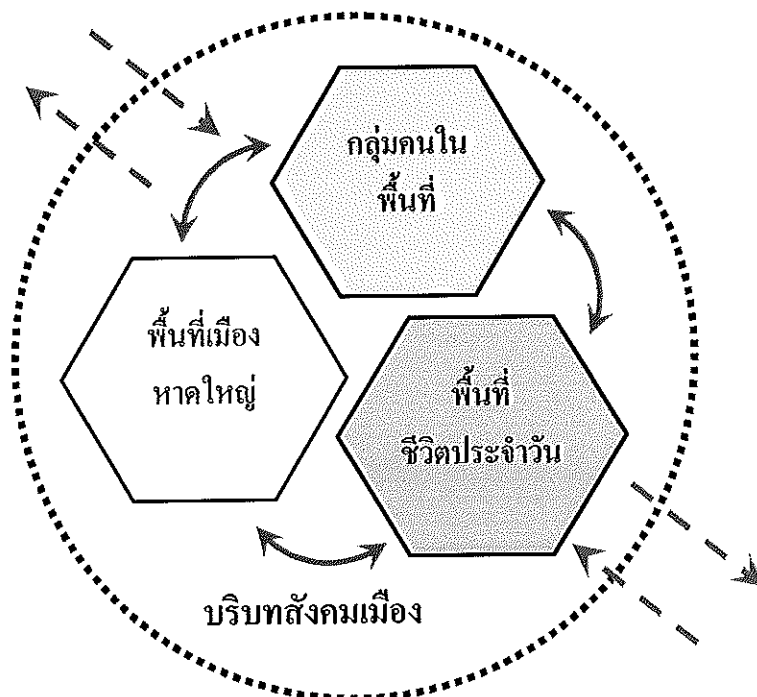 กลุ่มคนใน
พื้นที่
พื้นที่เมือง
หาดใหญ่
พื้นที่
ชีวิตประจำวัน
บริบทสังคมเมือง